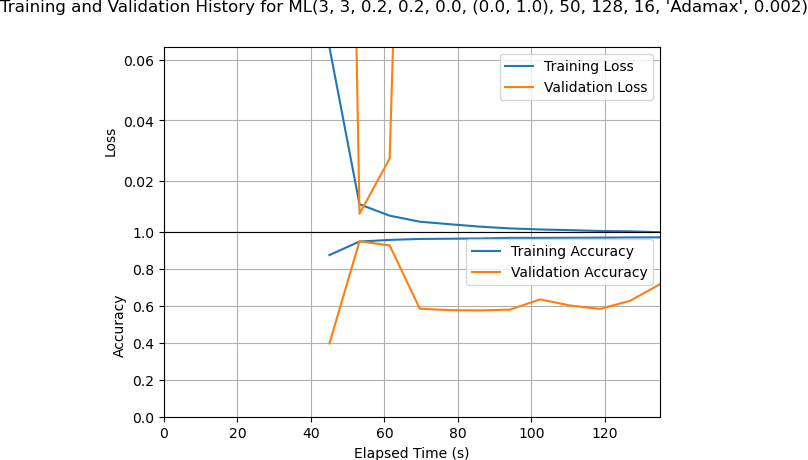 Training and Validation History for ML(3, 3, 0.2, 0.2, 0.0, (0.0, 1.0), 50, 128, 16, 'Adamax', 0.002)
0.06
0.04
0.02
Loss
Training Loss
Validation Loss
1.0
0.8
0.6
0.4
0.2
0.0
Accuracy
Training Accuracy
Validation Accuracy
0 20 40 60 80 100 120
Elapsed Time (s)